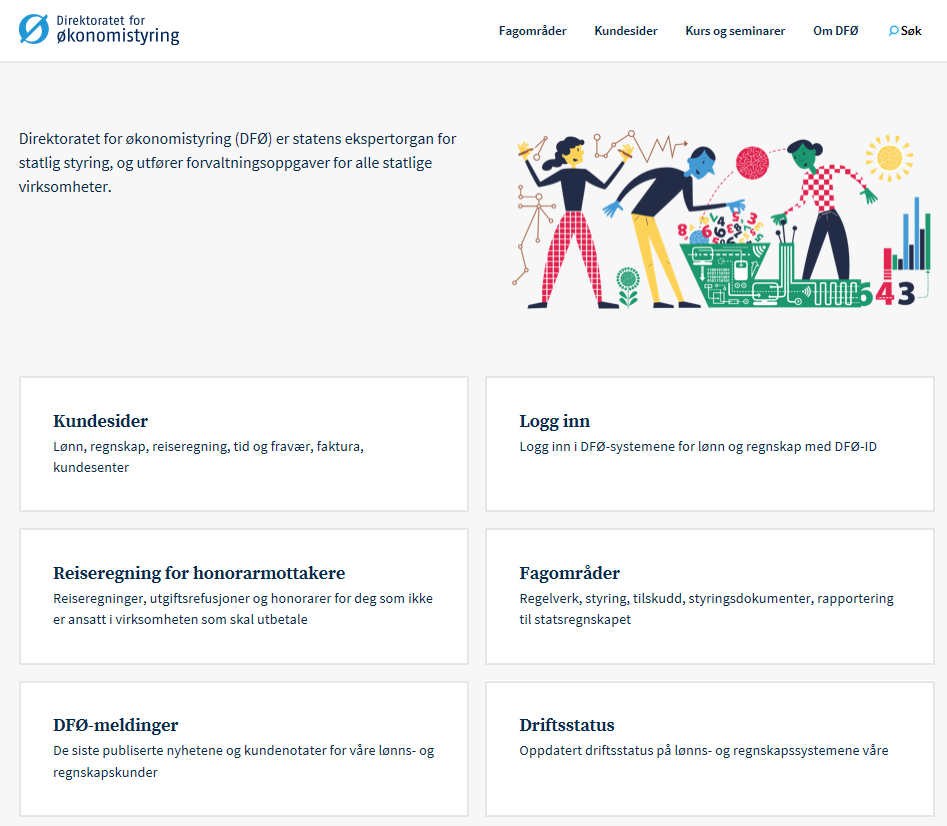 Direktoratet for
økonomistyring
Fagområder
Kundesider
Kurs og seminarer
Om DFØ
Søk
Direktoratet for økonomistyring (DFØ) er statens ekspertorgan for
statlig styring, og utfører forvaltningsoppgaver for alle statlige
virksomheter.
643
Kundesider
Lønn, regnskap, reiseregning, tid og fravær, faktura,
kundesenter
Logg inn
Logg inn i DFØ-systemene for lønn og regnskap med DFØ-ID
Reiseregning for honorarmottakere
Reiseregninger, utgiftsrefusjoner og honorarer for deg som ikke
er ansatt i virksomheten som skal utbetale
Fagområder
Regelverk, styring, tilskudd, styringsdokumenter, rapportering
til statsregnskapet
DFØ-meldinger
De siste publiserte nyhetene og kundenotater for våre lønns- og
regnskapskunder
Driftsstatus
Oppdatert driftsstatus på lønns- og regnskapssystemene våre